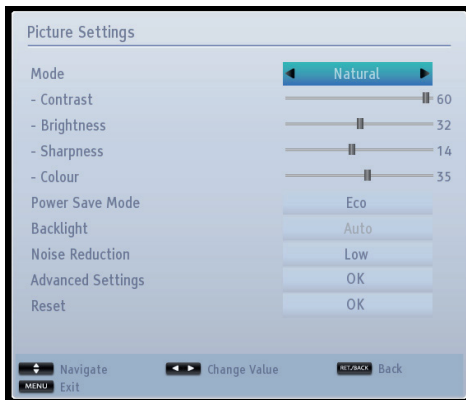 Picture Settings
Mode Natural
- Contrast 60
- Brightness 32
- Sharpness 14
- Colour 35
Power Save Mode Eco
Backlight Auto
Noise Reduction Low
Advanced Settings OK
Reset OK
Navigate Change Value RET./BACK Back
MENU Exit